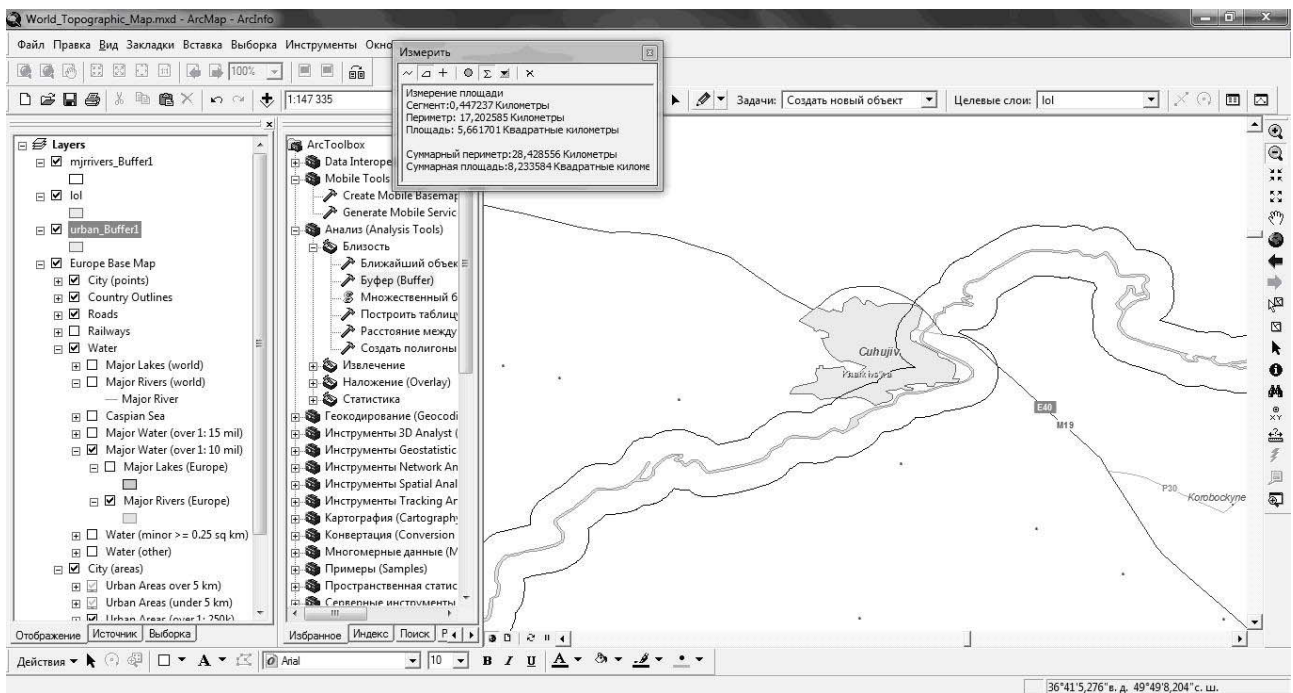 World_Topographic_Map.mxd - ArcMap - ArcInfo
Файл Правка Вид Закладки Вставка Выборка Инструменты Окно
100%
1:147 335
Задачи: Создать новый объект
Целевые слои: lol
Измерить
Измерение площади
Сегмент:0,447237 Километры
Периметр: 17,202585 Километры
Площадь: 5,661701 Квадратные километры
Суммарный периметр:28,428556 Километры
Суммарная площадь:8,233584 Квадратные киломе
Layers
mjrrivers_Buffer1
lol
urban_Buffer1
Europe Base Map
City (points)
Country Outlines
Roads
Railways
Water
Major Lakes (world)
Major Rivers (world)
Major River
Caspian Sea
Major Water (over 1: 15 mil)
Major Water (over 1: 10 mil)
Major Lakes (Europe)
Major Rivers (Europe)
Water (minor >= 0.25 sq km)
Water (other)
City (areas)
Urban Areas over 5 km)
Urban Areas (under 5 km)
Urban Areas (over 1: 250k)
Отображение Источник Выборка
ArcToolbox
Data Interope
Mobile Tools
Create Mobile Basemap
Generate Mobile Servic
Анализ (Analysis Tools)
Близость
Ближайший объек
Буфер (Buffer)
Множественный б
Построить таблиц
Расстояние между
Создать полигоны
Извлечение
Наложение (Overlay)
Статистика
Геокодирование (Geocodi
Инструменты 3D Analyst (
Инструменты Geostatistic
Инструменты Network An
Инструменты Spatial Anal
Инструменты Tracking Ar
Картография (Cartography
Конвертация (Conversion
Многомерные данные (M
Примеры (Samples)
Пространственная статис
Серверные инструменты
Избранное Индекс Поиск Р
Cuhujiv
E40
M19
P30
Korobockyne
Действия
Arial
10
B I U A
36°41'5,276"в. д. 49°49'8,204"с. ш.